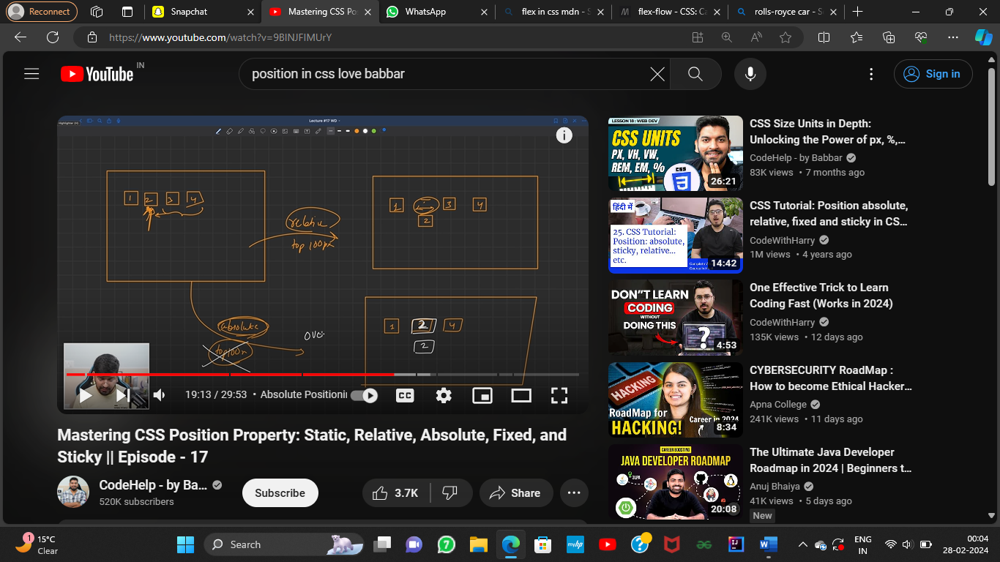 Reconnect
Snapchat
Mastering CSS Po
WhatsApp
flex in css mdn - S
flex-flow - CSS: Ca
rolls-royce car - S
https://www.youtube.com/watch?v=9BlNJFIMUrY
YouTube IN
position in css love babbar
Sign in
Highlighter (H)
Lecture #17 WD
1 2 3 4
relative
top 100px
1 3 4
2
absolute
top 100
ove
1 2 4
2
19:13 / 29:53 • Absolute Positionin
CC
Mastering CSS Position Property: Static, Relative, Absolute, Fixed, and
Sticky || Episode - 17
CodeHelp - by Ba...
520K subscribers
Subscribe
3.7K
Share
LESSON 18 : WEB DEV
CSS UNITS
PX, VH, VW,
REM, EM, %
CSS
26:21
CSS Size Units in Depth:
Unlocking the Power of px, %,...
CodeHelp - by Babbar
83K views • 7 months ago
हिंदी में
25. CSS Tutorial:
Position: absolute,
sticky, relative...
etc.
14:42
CSS Tutorial: Position absolute,
relative, fixed and sticky in CS...
CodeWithHarry
1M views • 4 years ago
DON"T LEARN
CODING
WITHOUT
DOING THIS
?
4:53
One Effective Trick to Learn
Coding Fast (Works in 2024)
CodeWithHarry
135K views • 12 days ago
HACKING
RoadMap for
HACKING!
Career in 2024
8:34
CYBERSECURITY RoadMap :
How to become Ethical Hacker...
Apna College
241K views • 11 days ago
CAREER BOOSTING
JAVA DEVELOPER ROADMAP
20:08
The Ultimate Java Developer
Roadmap in 2024 | Beginners t...
Anuj Bhaiya
41K views • 5 days ago
New
1
15°C
Clear
Search
7
myhp
ENG
IN
00:04
28-02-2024